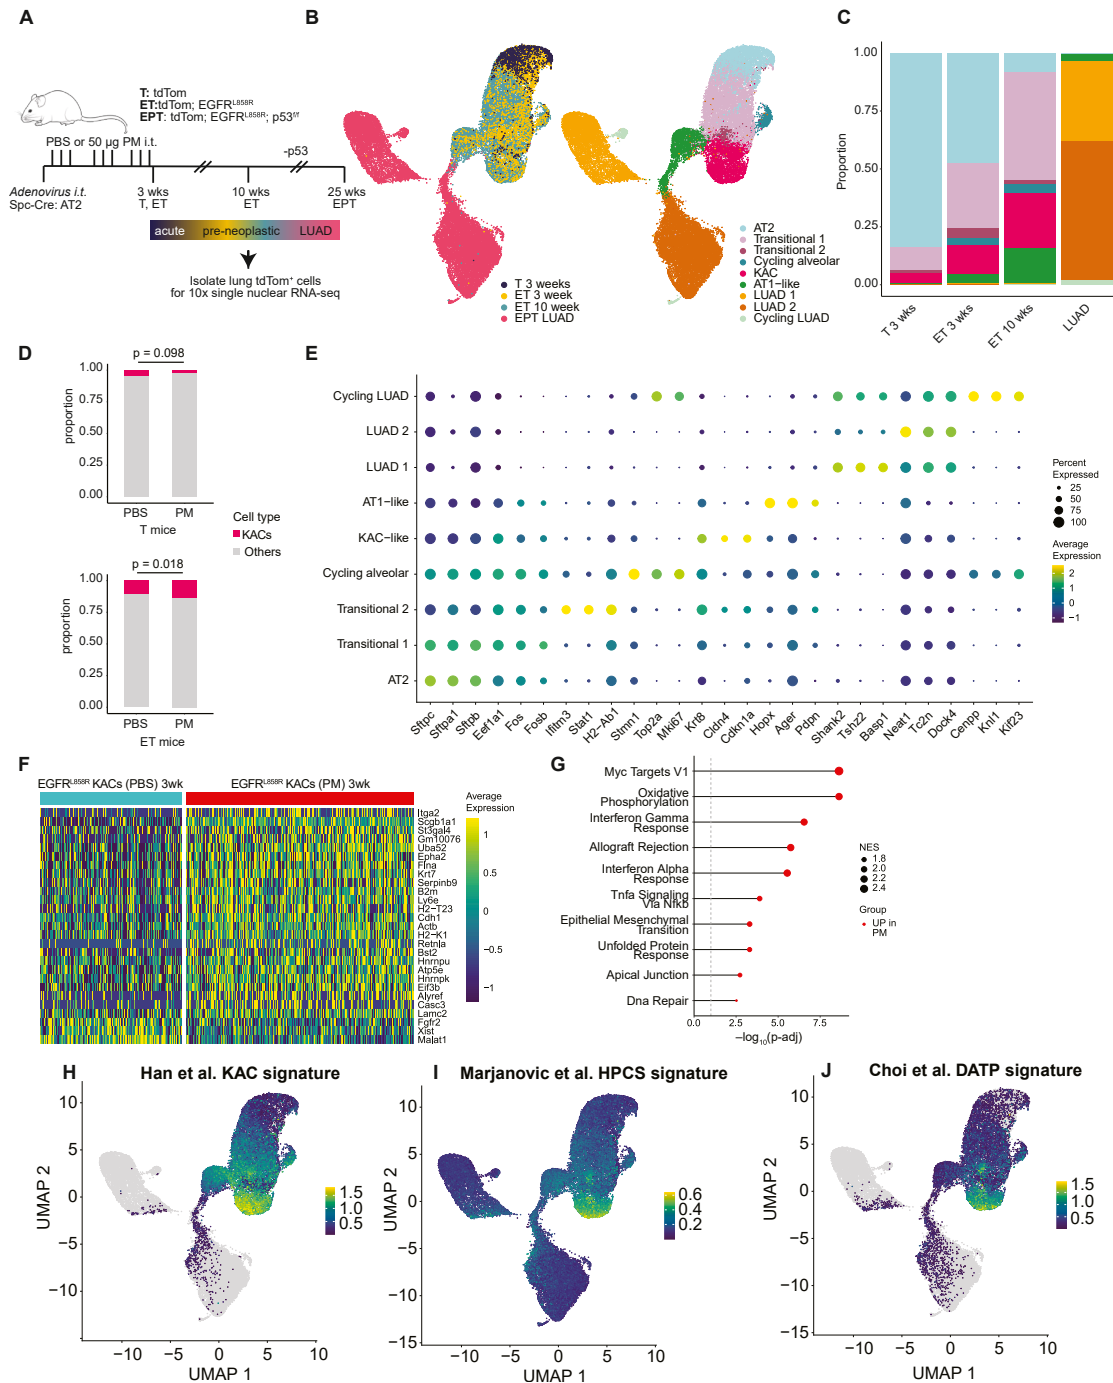 A
T: tdTom
ET:tdTom; EGFRL858R
EPT: tdTom; EGFRL858R; p53f/f
PBS or 50 µg PM i.t.
-p53
Adenovirus i.t.
Spc-Cre: AT2
3 wks
T, ET
10 wks
ET
25 wks
EPT
acute pre-neoplastic LUAD
Isolate lung tdTom+ cells
for 10x single nuclear RNA-seq
B
T 3 weeks
ET 3 week
ET 10 week
EPT LUAD
AT2
Transitional 1
Transitional 2
Cycling alveolar
KAC
AT1-like
LUAD 1
LUAD 2
Cycling LUAD
C
Proportion
1.00
0.75
0.50
0.25
0.00
T 3 wks
ET 3 wks
ET 10 wks
LUAD
D
p = 0.098
proportion
1.00
0.75
0.50
0.25
0.00
PBS PM
T mice
Cell type
KACs
Others
p = 0.018
proportion
1.00
0.75
0.50
0.25
0.00
PBS PM
ET mice
E
Cycling LUAD
LUAD 2
LUAD 1
AT1-like
KAC-like
Cycling alveolar
Transitional 2
Transitional 1
AT2
Sftpc
Sftpa1
Sftpb
Eef1a1
Fos
Fosb
Ifitm3
Stat1
H2-Ab1
Stmn1
Top2a
Mki67
Krt8
Cldn4
Cdkn1a
Hopx
Ager
Pdpn
Shank2
Tshz2
Basp1
Neat1
Tc2n
Dock4
Cenpp
Knl1
Kif23
Percent
Expressed
25
50
75
100
Average
Expression
2
1
0
−1
F
EGFRL858R KACs (PBS) 3wk
EGFRL858R KACs (PM) 3wk
Itga2
Scgb1a1
St3gal4
Gm10076
Uba52
Epha2
Flna
Krt7
Serpinb9
B2m
Ly6e
H2−T23
Cdh1
Actb
H2−K1
Retnla
Bst2
Hnrnpu
Atp5e
Hnrnpk
Eif3b
Alyref
Casc3
Lamc2
Fgfr2
Xist
Malat1
Average
Expression
1
0.5
0
−0.5
−1
G
Myc Targets V1
Oxidative
Phosphorylation
Interferon Gamma
Response
Allograft Rejection
Interferon Alpha
Response
Tnfa Signaling
Via Nfkb
Epithelial Mesenchymal
Transition
Unfolded Protein
Response
Apical Junction
Dna Repair
0.0 2.5 5.0 7.5
−log10(p-adj)
NES
1.8
2.0
2.2
2.4
Group
UP in
PM
H
Han et al. KAC signature
UMAP 2
10
5
0
−5
−10
−10 −5 0 5 10
UMAP 1
1.5
1.0
0.5
I
Marjanovic et al. HPCS signature
UMAP 2
10
5
0
−5
−10
−15
−10 −5 0 5 10
UMAP 1
0.6
0.4
0.2
J
Choi et al. DATP signature
UMAP 2
10
5
0
−5
−10
−15
−10 −5 0 5 10
UMAP 1
1.5
1.0
0.5